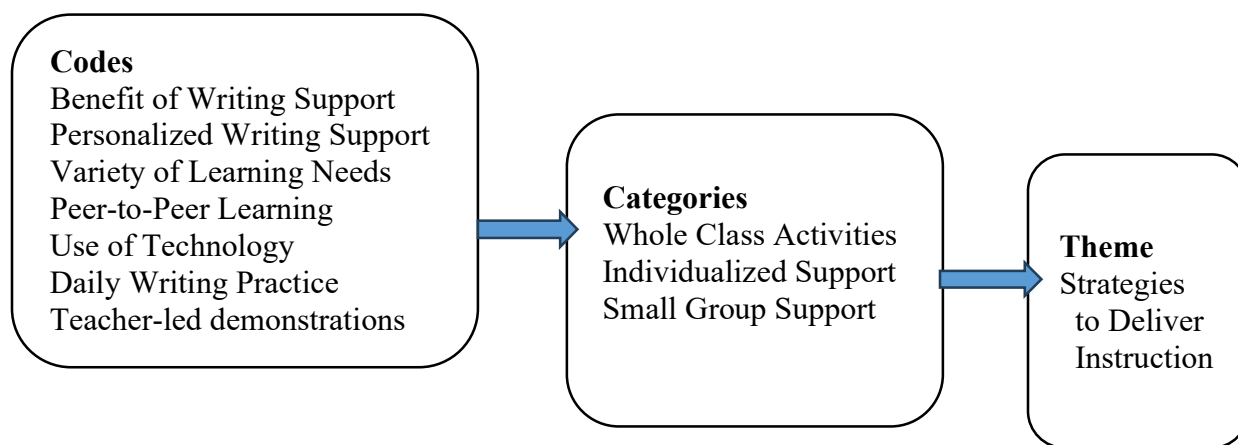 Codes
Benefit of Writing Support
Personalized Writing Support
Variety of Learning Needs
Peer-to-Peer Learning
Use of Technology
Daily Writing Practice
Teacher-led demonstrations
Categories
Whole Class Activities
Individualized Support
Small Group Support
Theme
Strategies
to Deliver
Instruction